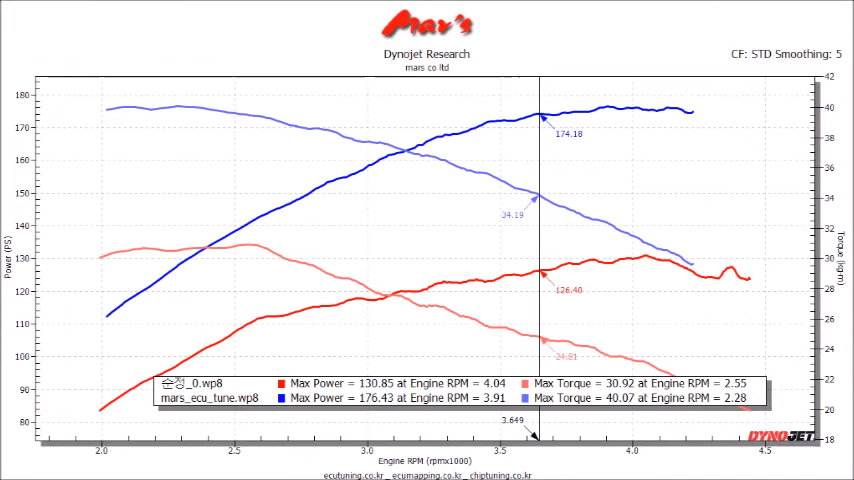 Mar's
Dynojet Research
CF: STD Smoothing: 5
mars co ltd
180
170
160
150
140
130
120
110
100
90
80
Power (PS)
42
40
38
36
34
32
30
28
26
24
22
20
18
Torque (kgm)
174.18
34.19
126.40
24.81
순정_0.wp8 Max Power = 130.85 at Engine RPM = 4.04 Max Torque = 30.92 at Engine RPM = 2.55
mars_ecu_tune.wp8 Max Power = 176.43 at Engine RPM = 3.91 Max Torque = 40.07 at Engine RPM = 2.28
3.649
DYNOJET
2.0 2.5 3.0 3.5 4.0 4.5
Engine RPM (rpmx1000)
ecutuning.co.kr_ ecumapping.co.kr_ chiptuning.co.kr